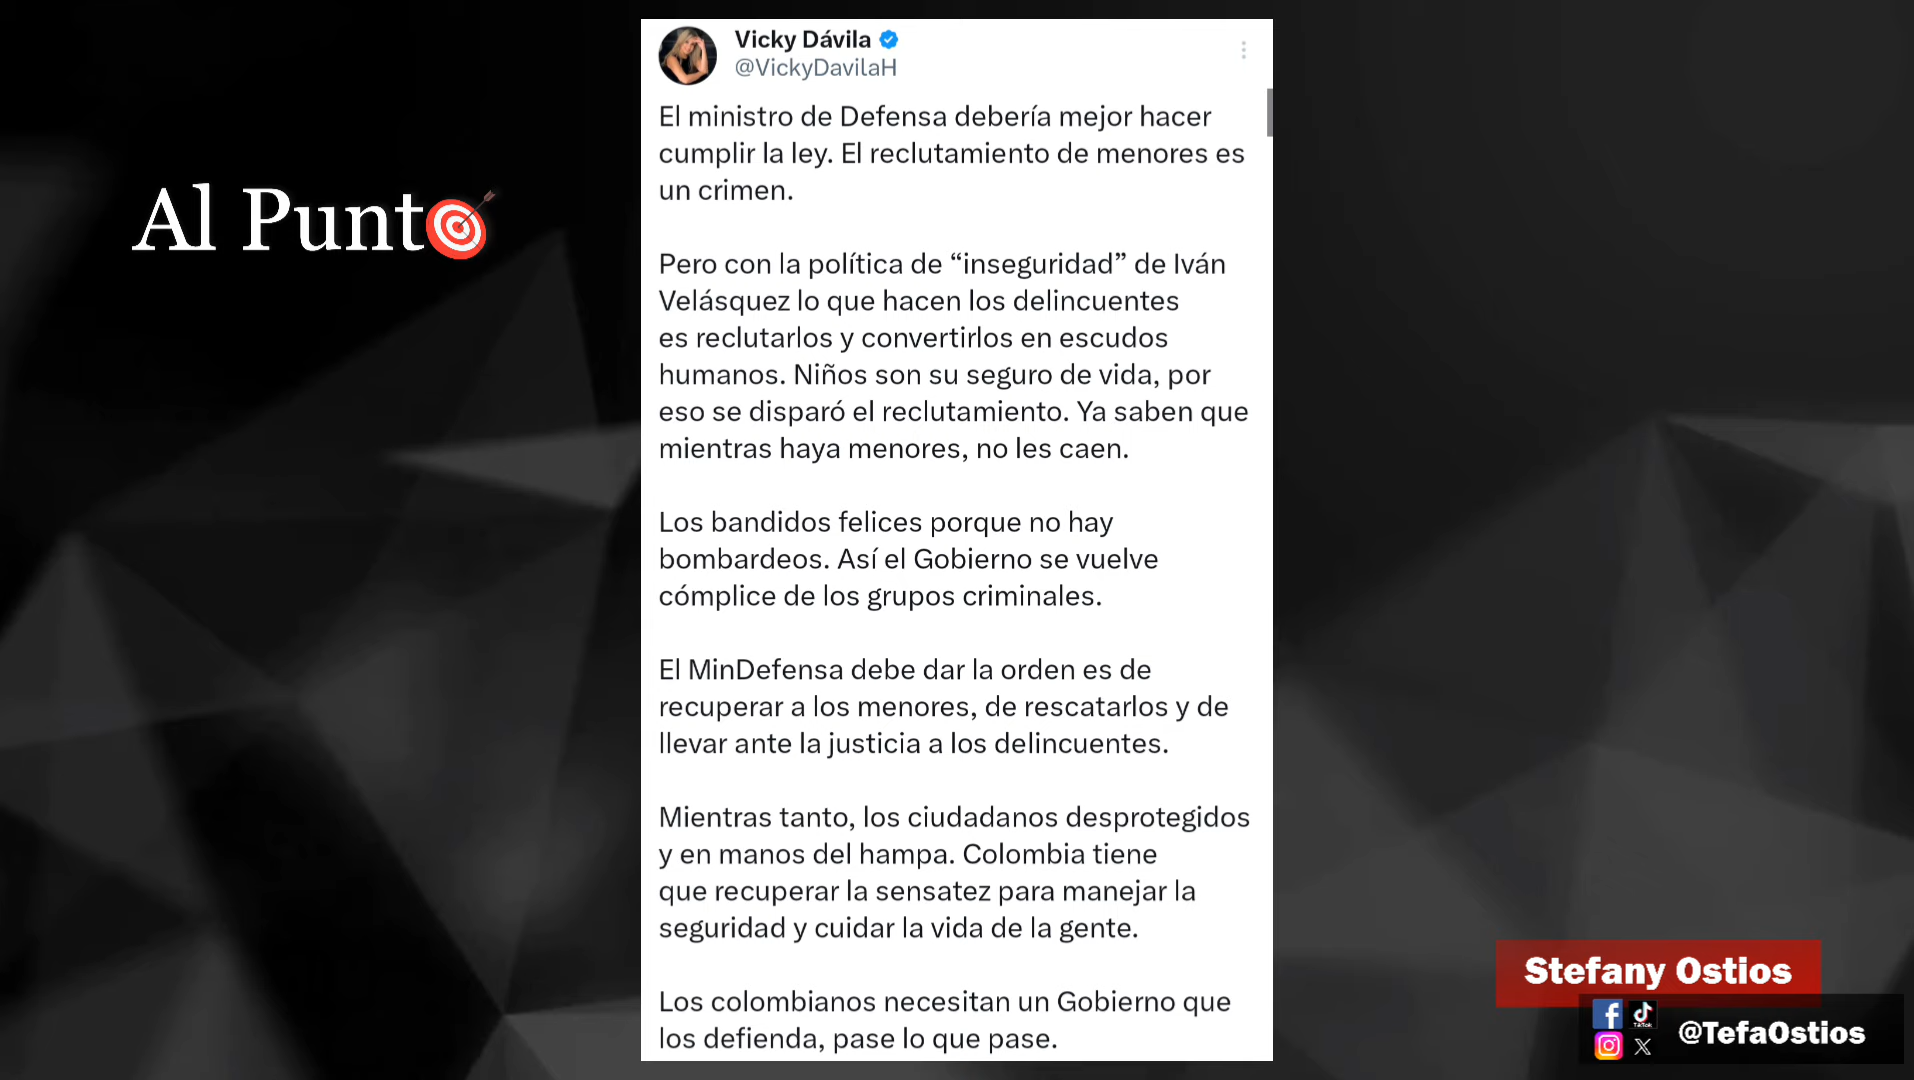 Al Punto
Vicky Dávila
@VickyDavilaH
El ministro de Defensa debería mejor hacer
cumplir la ley. El reclutamiento de menores es
un crimen.
Pero con la política de “inseguridad” de Iván
Velásquez lo que hacen los delincuentes
es reclutarlos y convertirlos en escudos
humanos. Niños son su seguro de vida, por
eso se disparó el reclutamiento. Ya saben que
mientras haya menores, no les caen.
Los bandidos felices porque no hay
bombardeos. Así el Gobierno se vuelve
cómplice de los grupos criminales.
El MinDefensa debe dar la orden es de
recuperar a los menores, de rescatarlos y de
llevar ante la justicia a los delincuentes.
Mientras tanto, los ciudadanos desprotegidos
y en manos del hampa. Colombia tiene
que recuperar la sensatez para manejar la
seguridad y cuidar la vida de la gente.
Los colombianos necesitan un Gobierno que
los defienda, pase lo que pase.
Stefany Ostios
TikTok
@TefaOstios